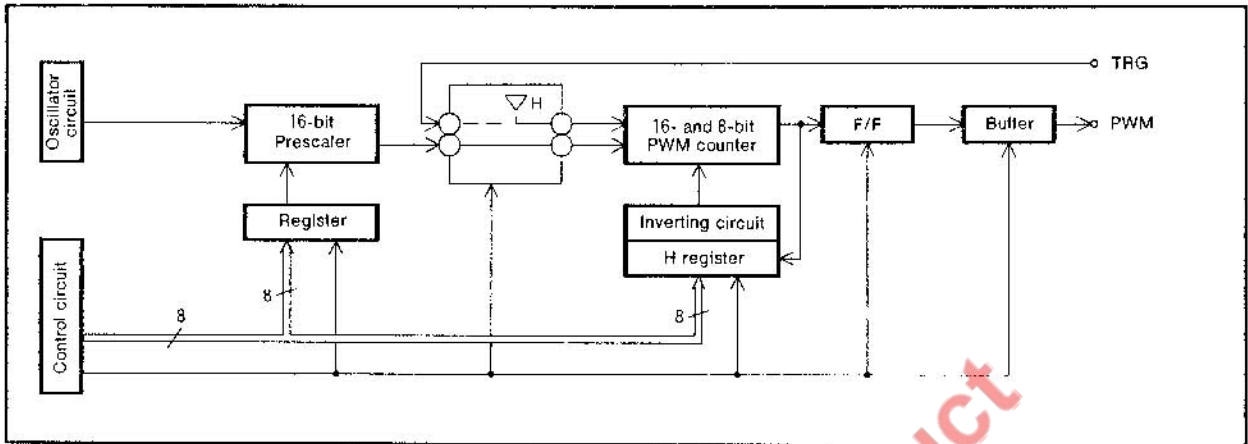 TRG
Oscillator
circuit
16-bit
Prescaler
H
16- and 8-bit
PWM counter
F/F
Buffer
PWM
Register
Inverting circuit
H register
Control circuit
8
8
8
uct